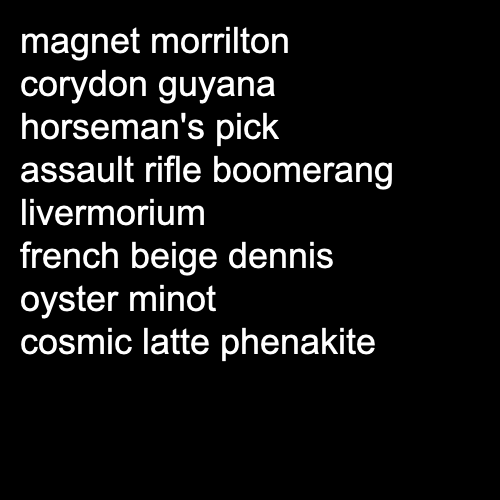 magnet morrilton
corydon guyana
horseman's pick
assault rifle boomerang
livermorium
french beige dennis
oyster minot
cosmic latte phenakite